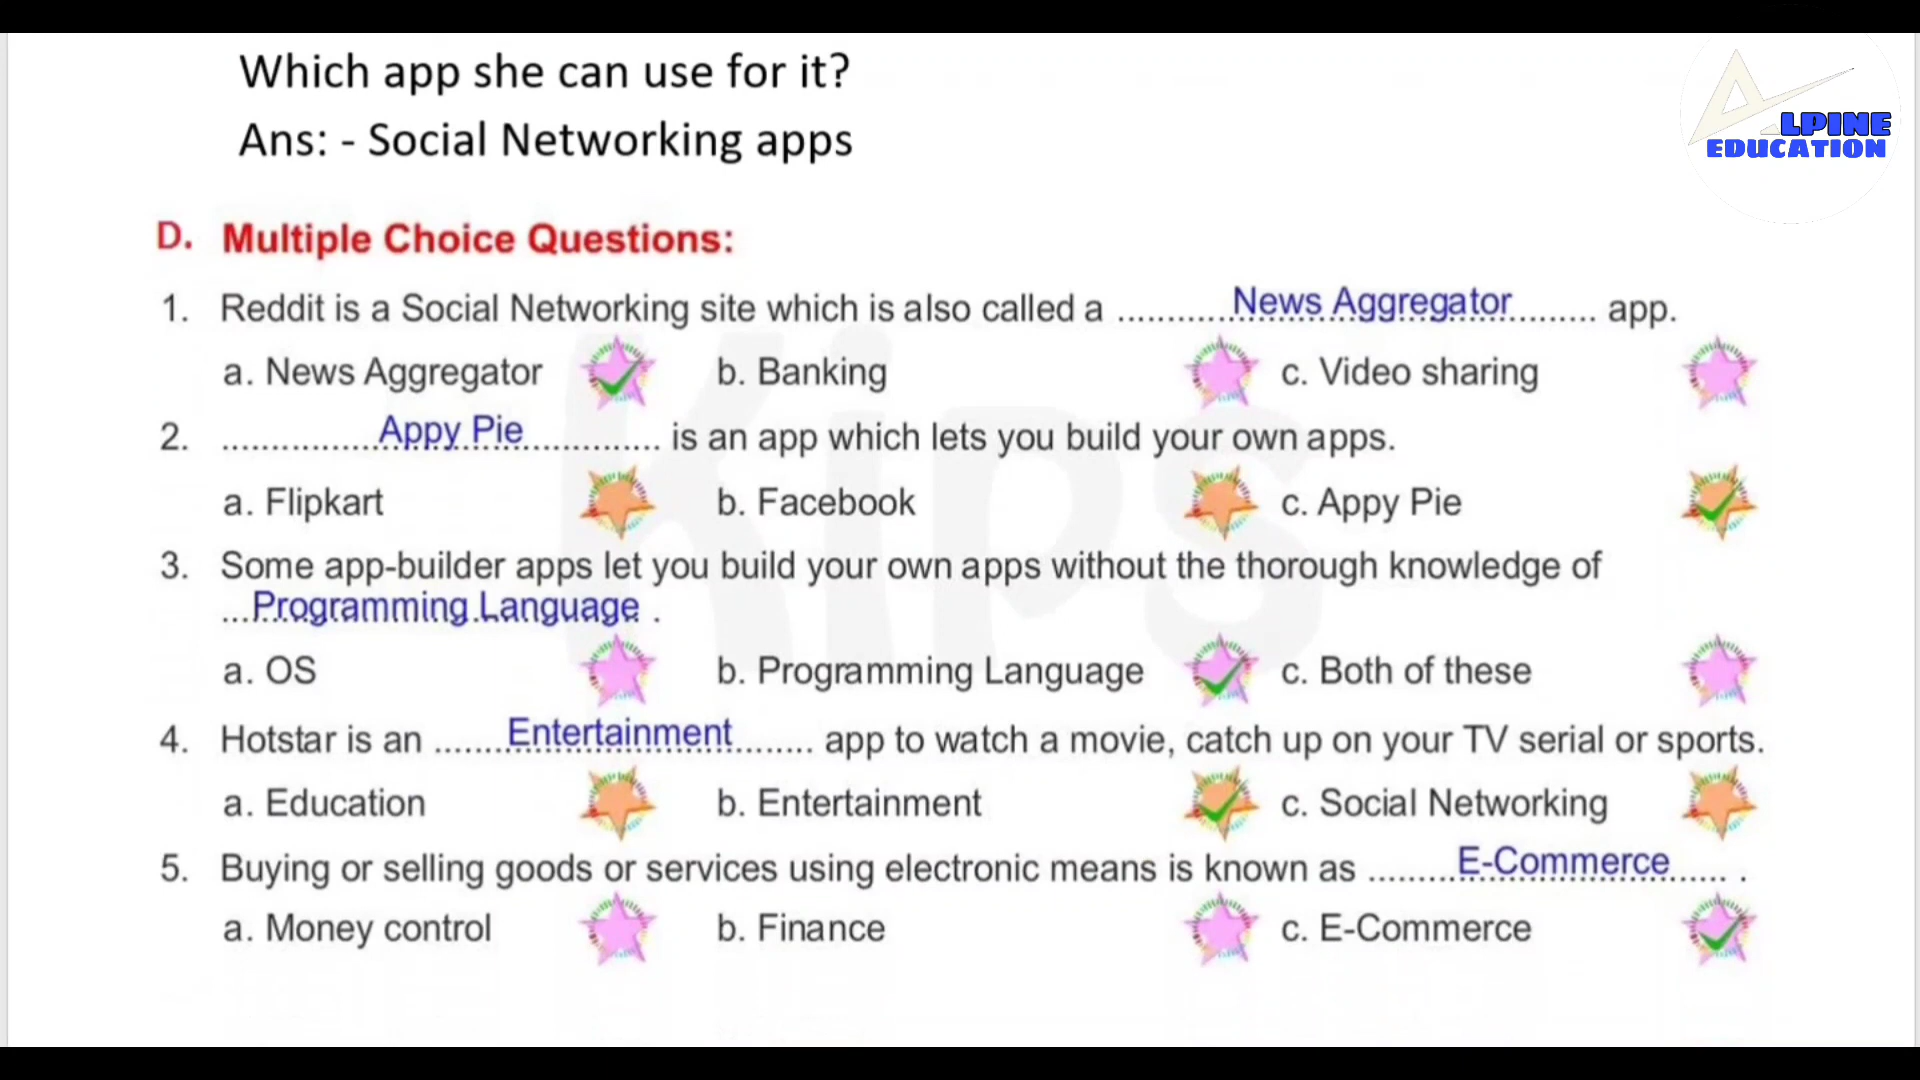 Which app she can use for it?
Ans: - Social Networking apps
LPINE
EDUCATION
D. Multiple Choice Questions:
1. Reddit is a Social Networking site which is also called a ............News Aggregator......... app.
a. News Aggregator b. Banking c. Video sharing
2. ................Appy Pie.............. is an app which lets you build your own apps.
a. Flipkart b. Facebook c. Appy Pie
3. Some app-builder apps let you build your own apps without the thorough knowledge of
...Programming Language .
a. OS b. Programming Language c. Both of these
4. Hotstar is an .......Entertainment........ app to watch a movie, catch up on your TV serial or sports.
a. Education b. Entertainment c. Social Networking
5. Buying or selling goods or services using electronic means is known as .........E-Commerce...... .
a. Money control b. Finance c. E-Commerce
Kips